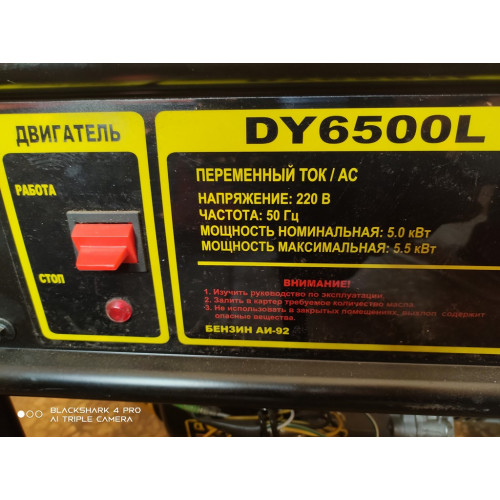 ДВИГАТЕЛЬ
РАБОТА
СТОП
DY6500L
ПЕРЕМЕННЫЙ ТОК / AC
НАПРЯЖЕНИЕ: 220 В
ЧАСТОТА: 50 Гц
МОЩНОСТЬ НОМИНАЛЬНАЯ: 5.0 кВт
МОЩНОСТЬ МАКСИМАЛЬНАЯ: 5.5 кВт
ВНИМАНИЕ!
1. Изучить руководство по эксплуатации.
2. Залить в картер требуемое количество масла.
3. Не использовать в закрытых помещениях, выхлоп содержит
опасные вещества.
БЕНЗИН АИ-92
BLACKSHARK 4 PRO
AI TRIPLE CAMERA